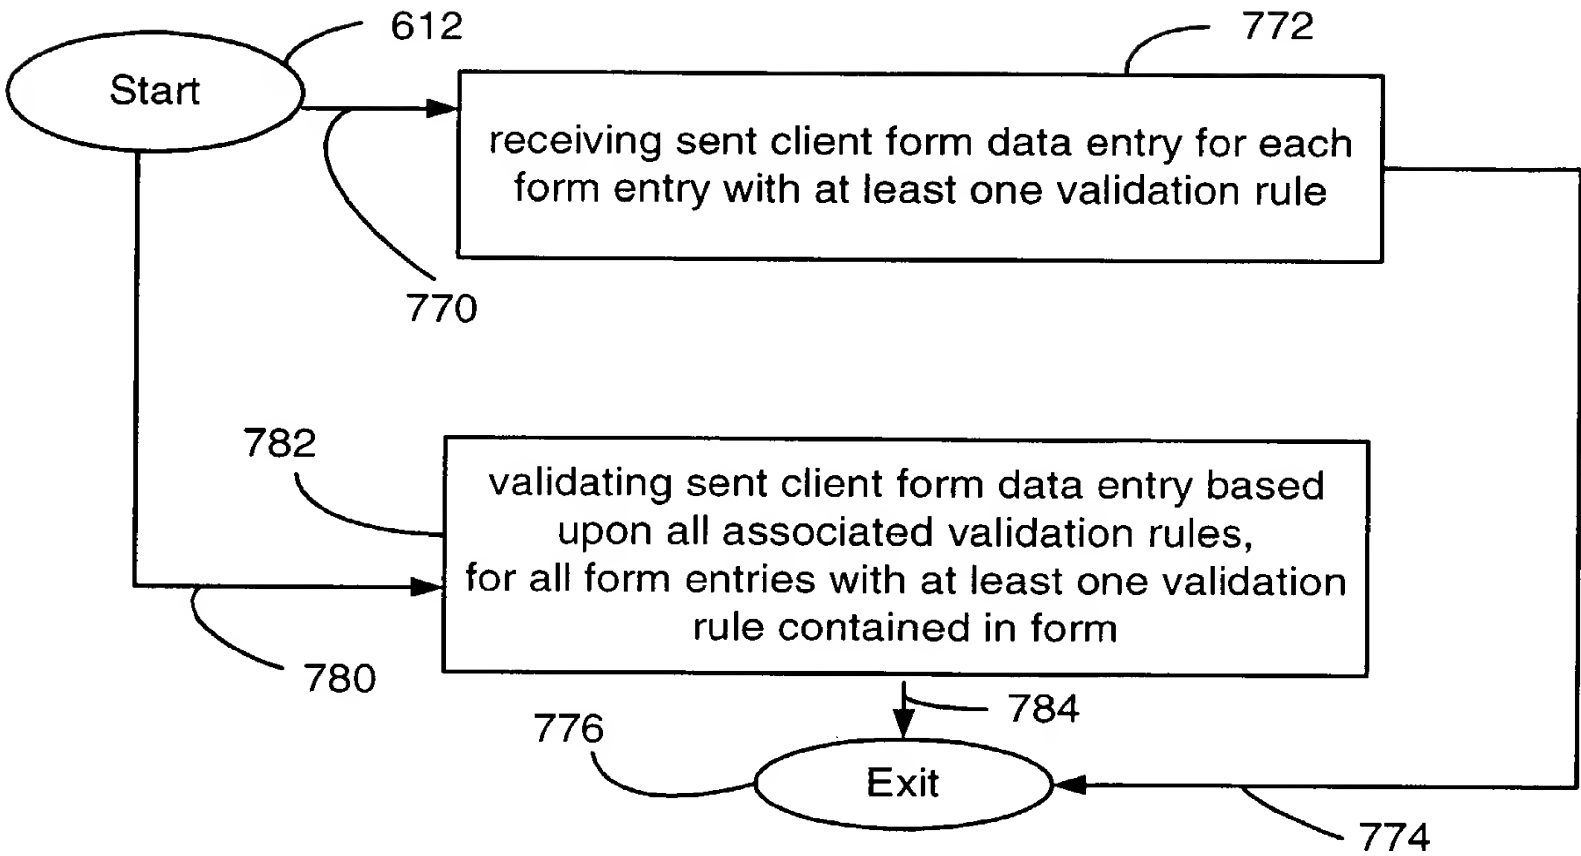 612
772
Start
receiving sent client form data entry for each
form entry with at least one validation rule
770
782
validating sent client form data entry based
upon all associated validation rules,
for all form entries with at least one validation
rule contained in form
780
784
776
Exit
774